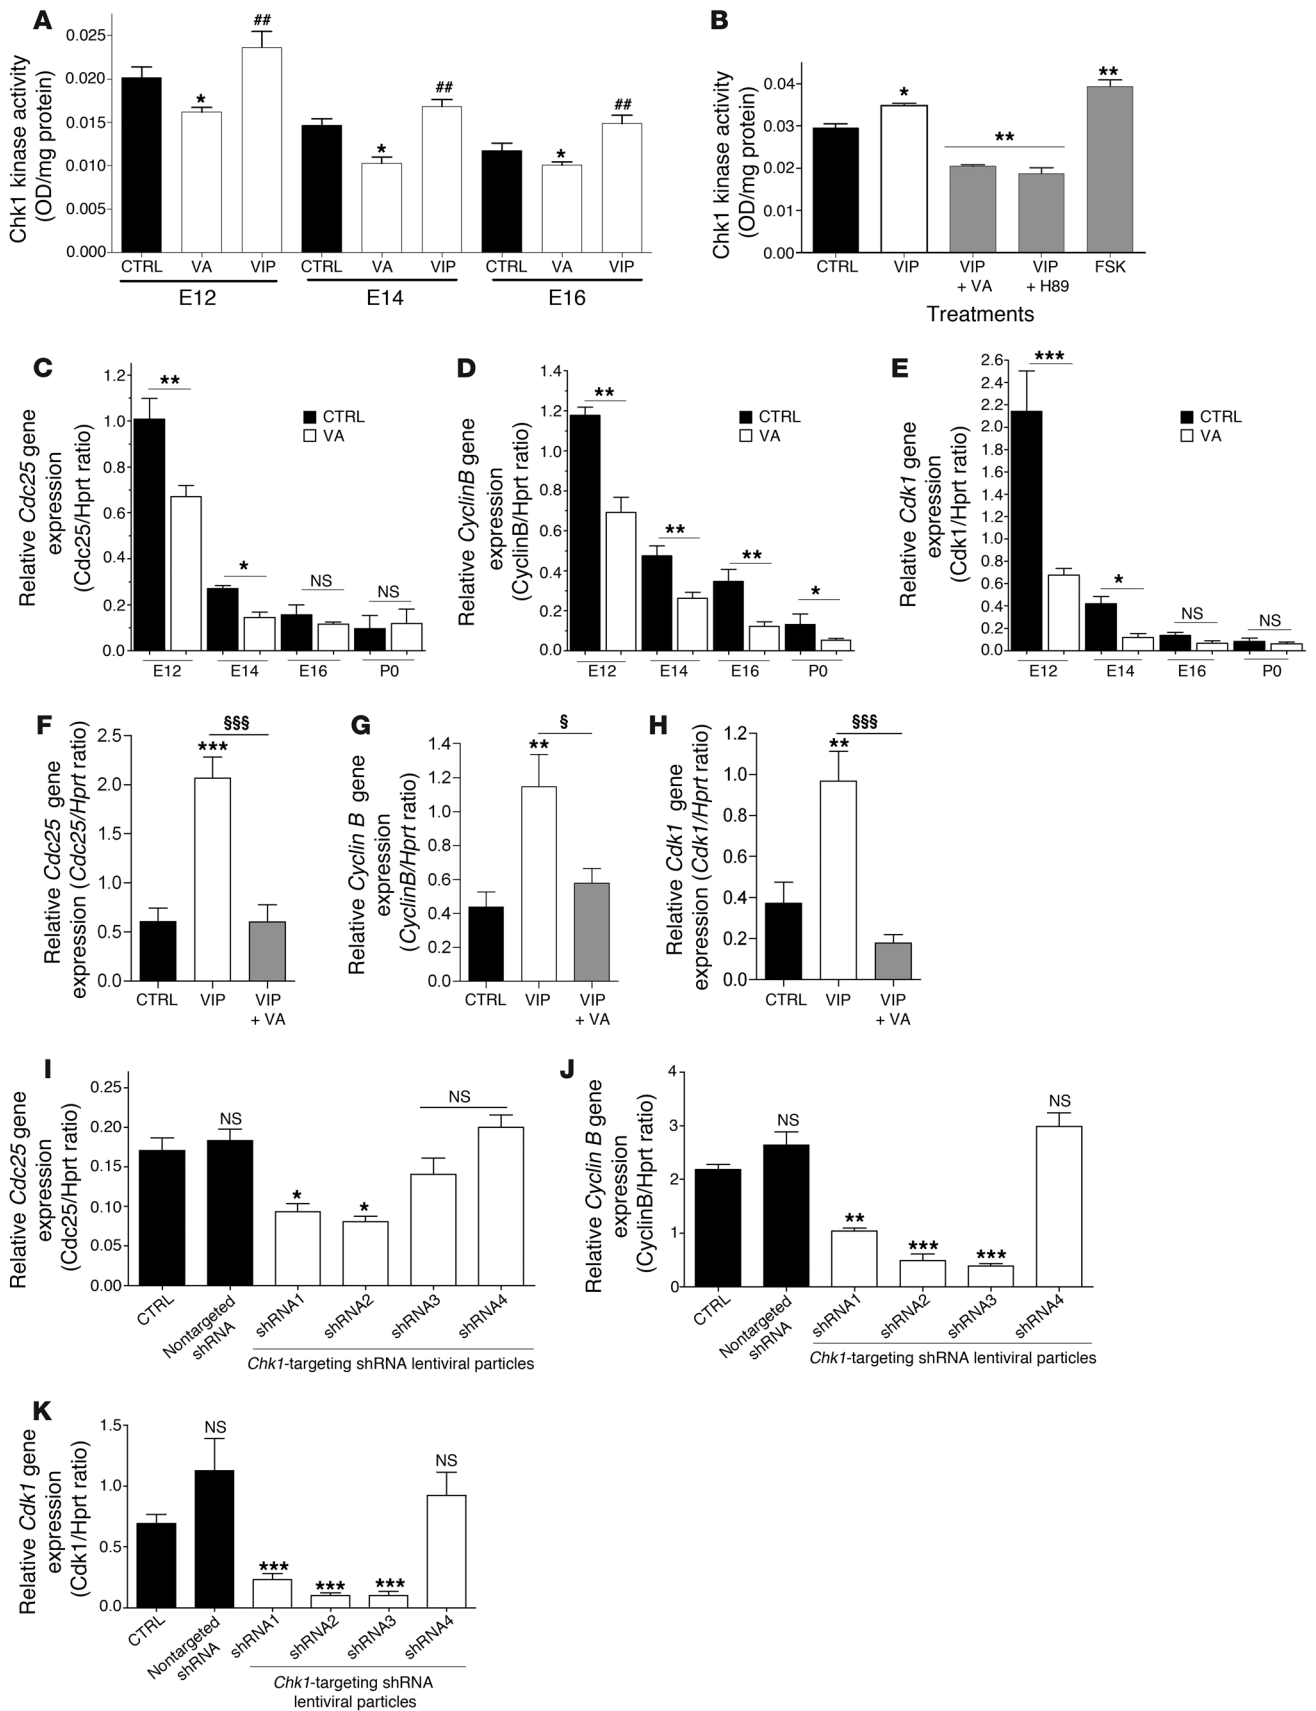 A
Chk1 kinase activity
(OD/mg protein)
0.025
0.020
0.015
0.010
0.005
0.000
*
##
*
##
*
##
CTRL VA VIP CTRL VA VIP CTRL VA VIP
E12 E14 E16
B
Chk1 kinase activity
(OD/mg protein)
0.04
0.03
0.02
0.01
0.00
*
**
**
CTRL VIP VIP VIP FSK
+ VA + H89
Treatments
C
Relative Cdc25 gene
expression
(Cdc25/Hprt ratio)
1.2
1.0
0.8
0.6
0.4
0.2
0.0
**
*
NS
NS
CTRL
VA
E12 E14 E16 P0
D
Relative CyclinB gene
expression
(CyclinB/Hprt ratio)
1.4
1.2
1.0
0.8
0.6
0.4
0.2
0.0
**
**
**
*
CTRL
VA
E12 E14 E16 P0
E
Relative Cdk1 gene
expression
(Cdk1/Hprt ratio)
2.6
2.4
2.2
2.0
1.8
1.6
1.4
1.2
1.0
0.8
0.6
0.4
0.2
0.0
***
*
NS
NS
CTRL
VA
E12 E14 E16 P0
F
Relative Cdc25 gene
expression (Cdc25/Hprt ratio)
2.5
2.0
1.5
1.0
0.5
0.0
§§§
***
CTRL VIP VIP
+ VA
G
Relative Cyclin B gene
expression
(CyclinB/Hprt ratio)
1.4
1.2
1.0
0.8
0.6
0.4
0.2
0.0
§
**
CTRL VIP VIP
+ VA
H
Relative Cdk1 gene
expression (Cdk1/Hprt ratio)
1.2
1.0
0.8
0.6
0.4
0.2
0.0
§§§
**
CTRL VIP VIP
+ VA
I
Relative Cdc25 gene
expression
(Cdc25/Hprt ratio)
0.25
0.20
0.15
0.10
0.05
0.00
NS
*
*
NS
CTRL
Nontargeted
shRNA
shRNA1
shRNA2
shRNA3
shRNA4
Chk1-targeting shRNA lentiviral particles
J
Relative Cyclin B gene
expression
(CyclinB/Hprt ratio)
4
3
2
1
0
NS
**
***
***
NS
CTRL
Nontargeted
shRNA
shRNA1
shRNA2
shRNA3
shRNA4
Chk1-targeting shRNA lentiviral particles
K
Relative Cdk1 gene
expression
(Cdk1/Hprt ratio)
1.5
1.0
0.5
0.0
NS
***
***
***
NS
CTRL
Nontargeted
shRNA
shRNA1
shRNA2
shRNA3
shRNA4
Chk1-targeting shRNA
lentiviral particles